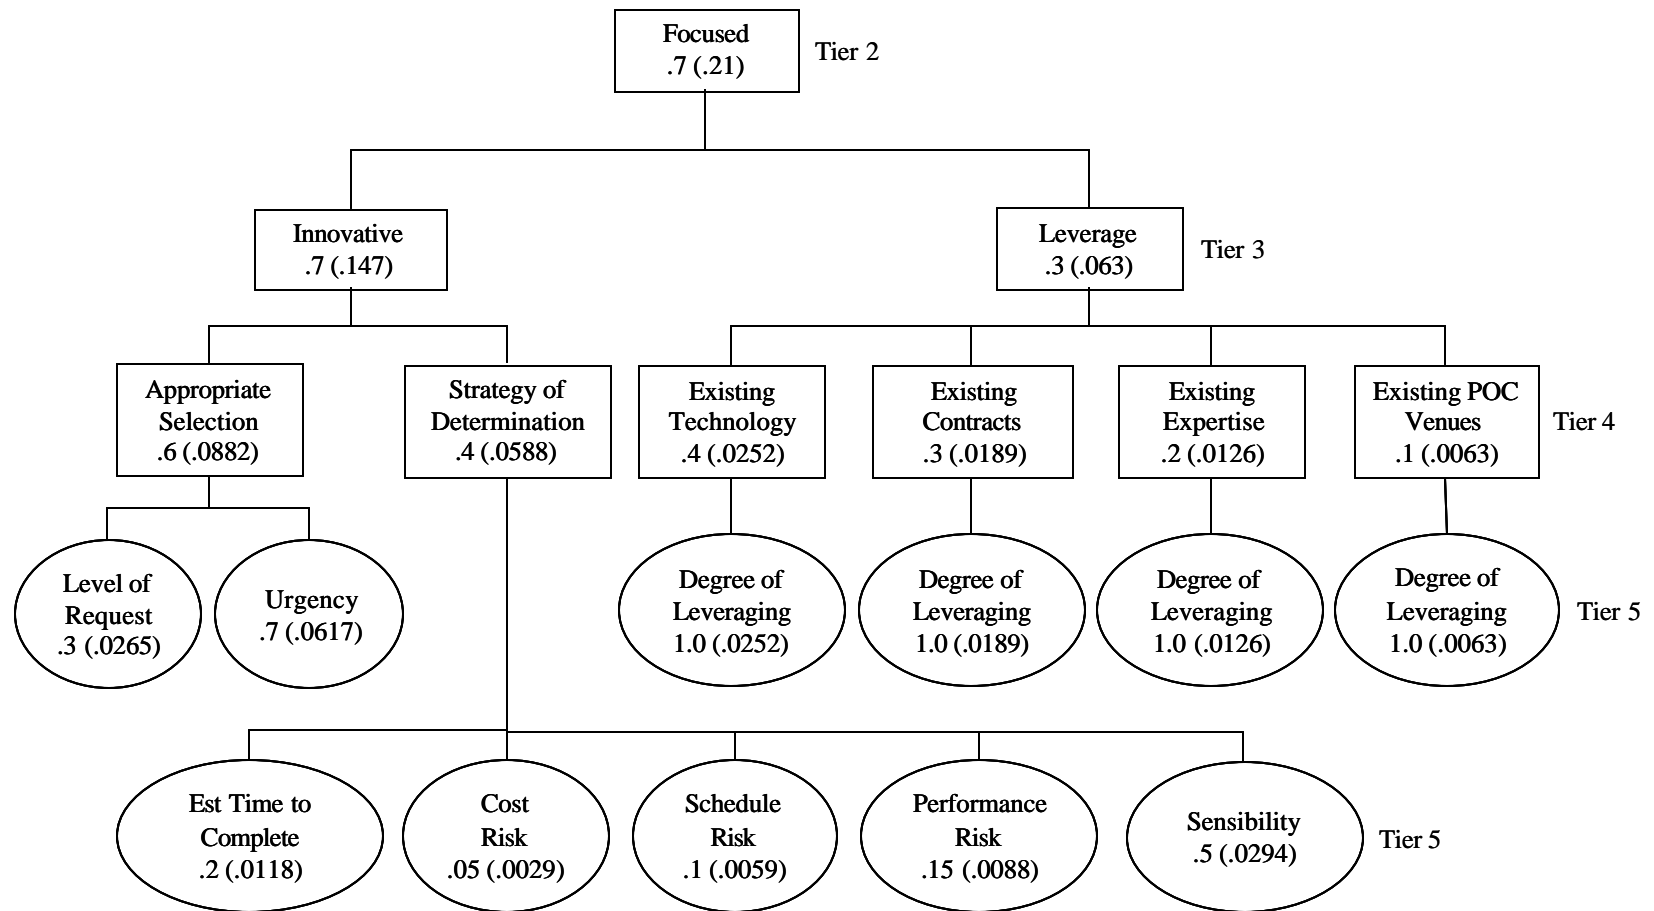 Focused
.7 (.21)
Tier 2
Innovative
.7 (.147)
Leverage
.3 (.063)
Tier 3
Appropriate
Selection
.6 (.0882)
Strategy of
Determination
.4 (.0588)
Existing
Technology
.4 (.0252)
Existing
Contracts
.3 (.0189)
Existing
Expertise
.2 (.0126)
Existing POC
Venues
.1 (.0063)
Tier 4
Level of
Request
.3 (.0265)
Urgency
.7 (.0617)
Degree of
Leveraging
1.0 (.0252)
Degree of
Leveraging
1.0 (.0189)
Degree of
Leveraging
1.0 (.0126)
Degree of
Leveraging
1.0 (.0063)
Tier 5
Est Time to
Complete
.2 (.0118)
Cost
Risk
.05 (.0029)
Schedule
Risk
.1 (.0059)
Performance
Risk
.15 (.0088)
Sensibility
.5 (.0294)
Tier 5